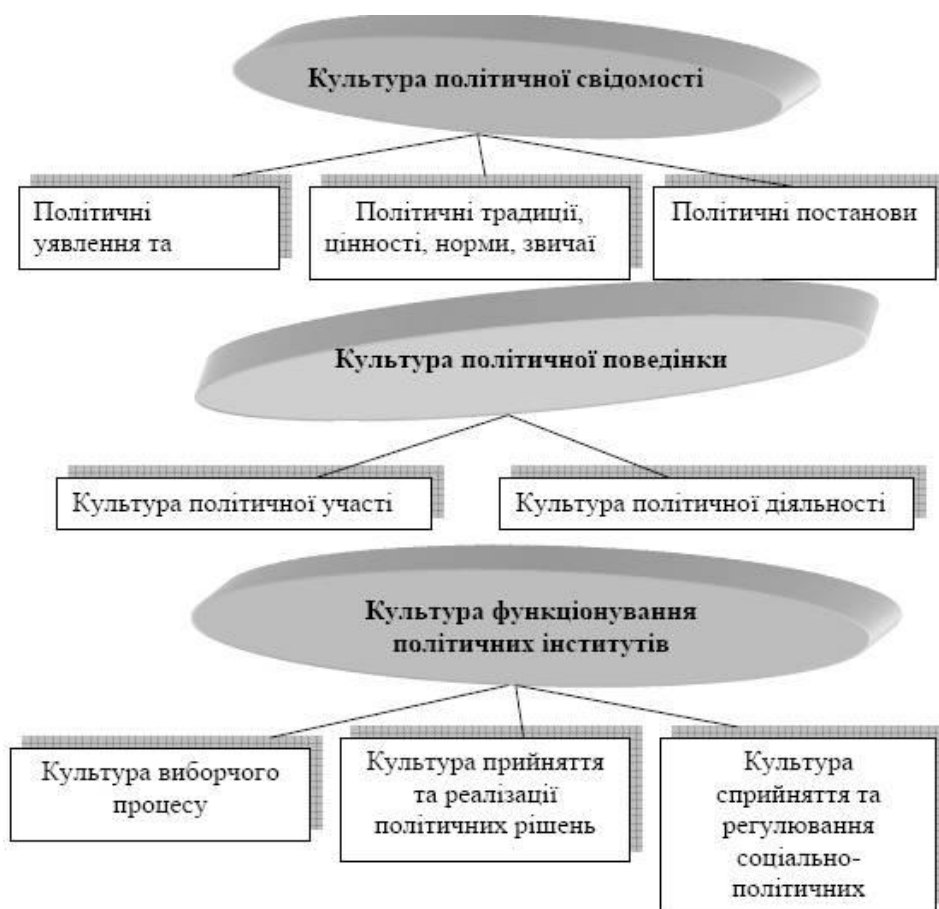 Культура політичної свідомості
Політичні
уявлення та
Політичні традиції,
цінності, норми, звичаї
Політичні постанови
Культура політичної поведінки
Культура політичної участі
Культура політичної діяльності
Культура функціонування
політичних інститутів
Культура виборчого
процесу
Культура прийняття
та реалізації
політичних рішень
Культура
сприйняття та
регулювання
соціально-
політичних